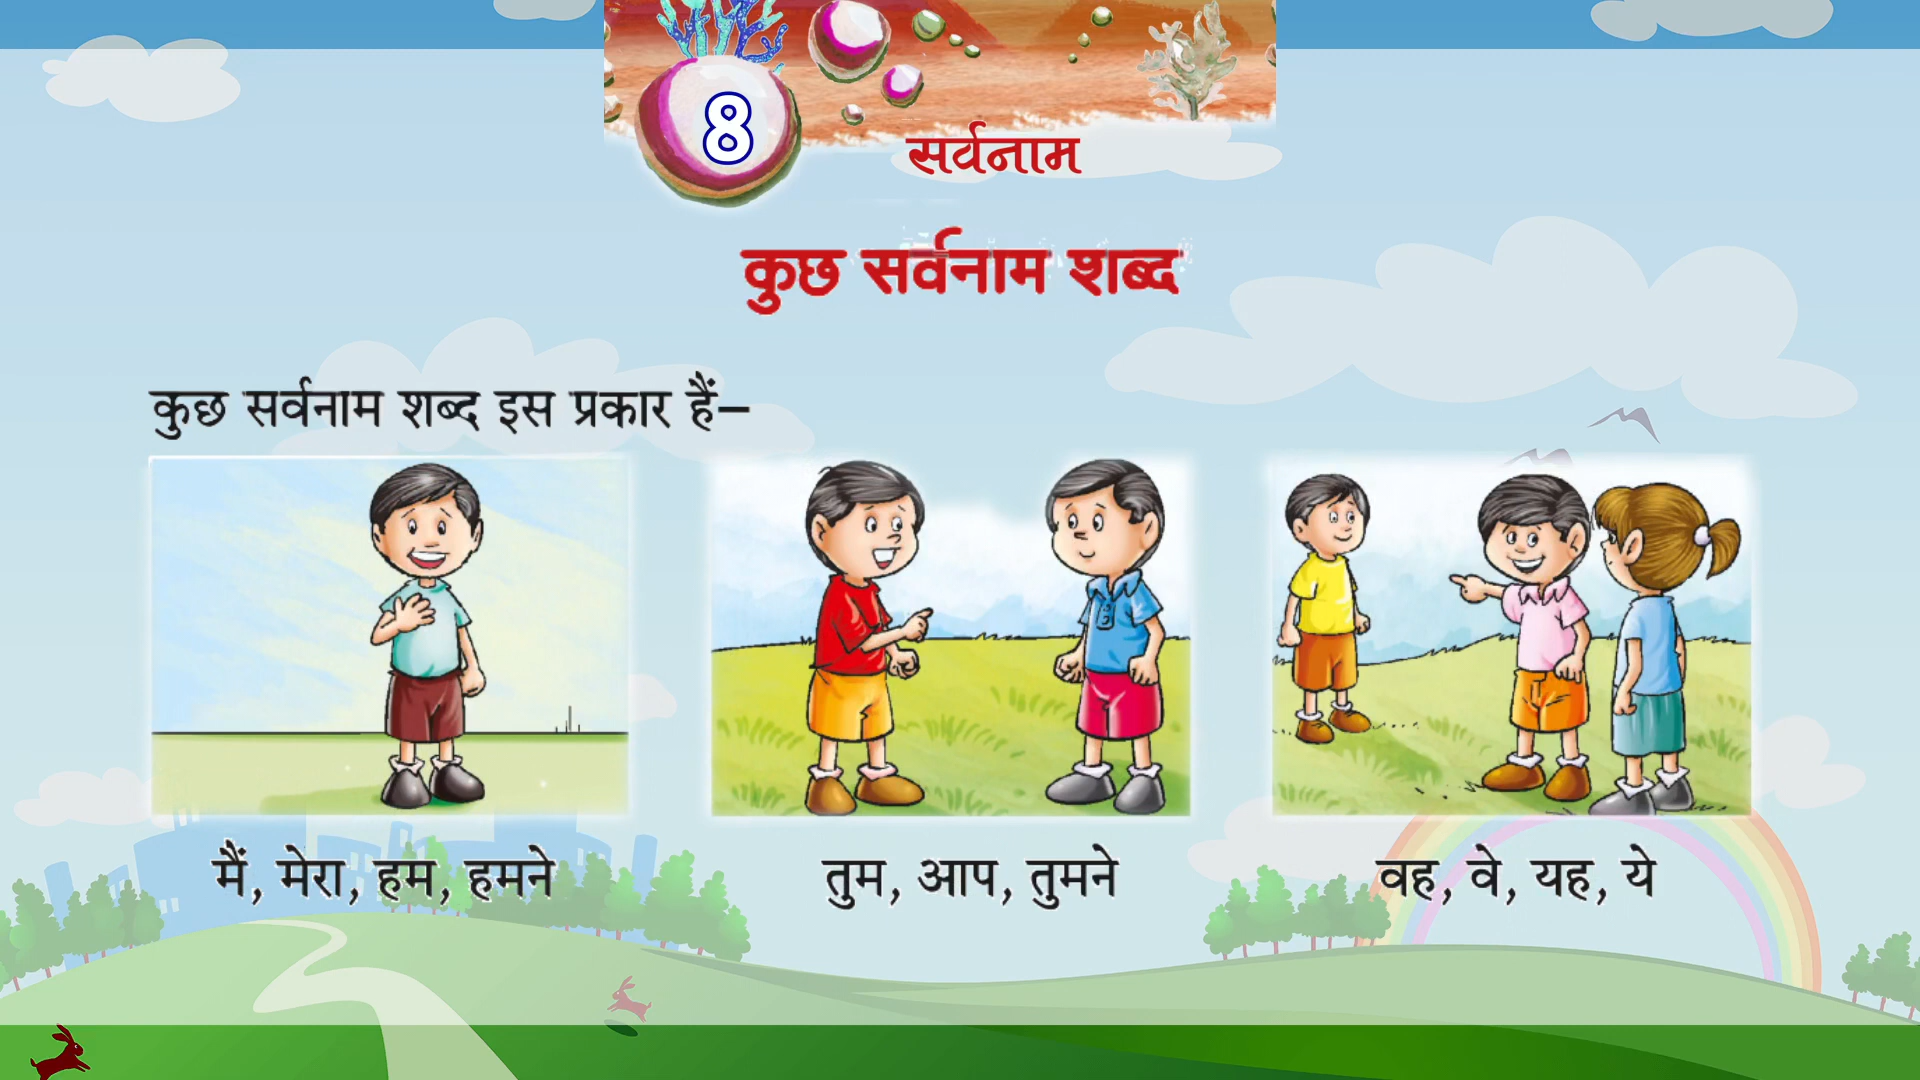 8
सर्वनाम
कुछ सर्वनाम शब्द
कुछ सर्वनाम शब्द इस प्रकार हैं–
मैं, मेरा, हम, हमने
तुम, आप, तुमने
वह, वे, यह, ये